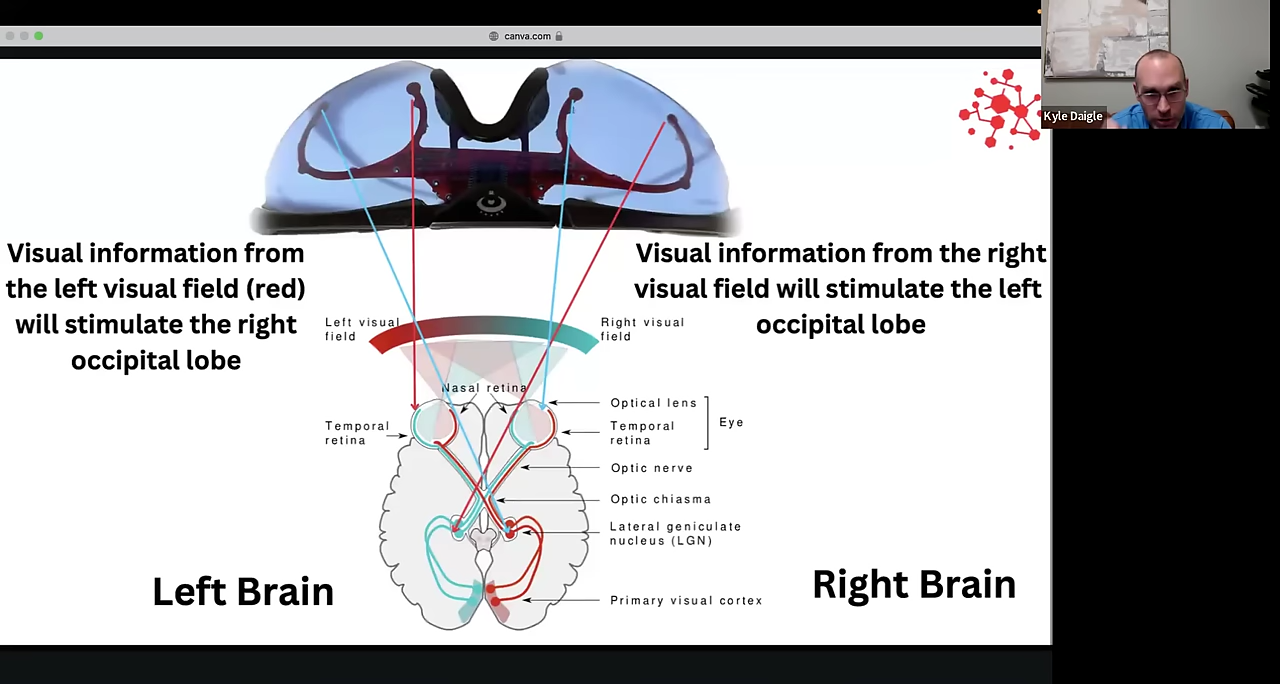 canva.com
Kyle Daigle
Visual information from
the left visual field (red)
will stimulate the right
occipital lobe
Visual information from the right
visual field will stimulate the left
occipital lobe
Left visual
field
Right visual
field
Nasal retina
Temporal
retina
Optical lens
Temporal
retina
Eye
Optic nerve
Optic chiasma
Lateral geniculate
nucleus (LGN)
Primary visual cortex
Left Brain
Right Brain